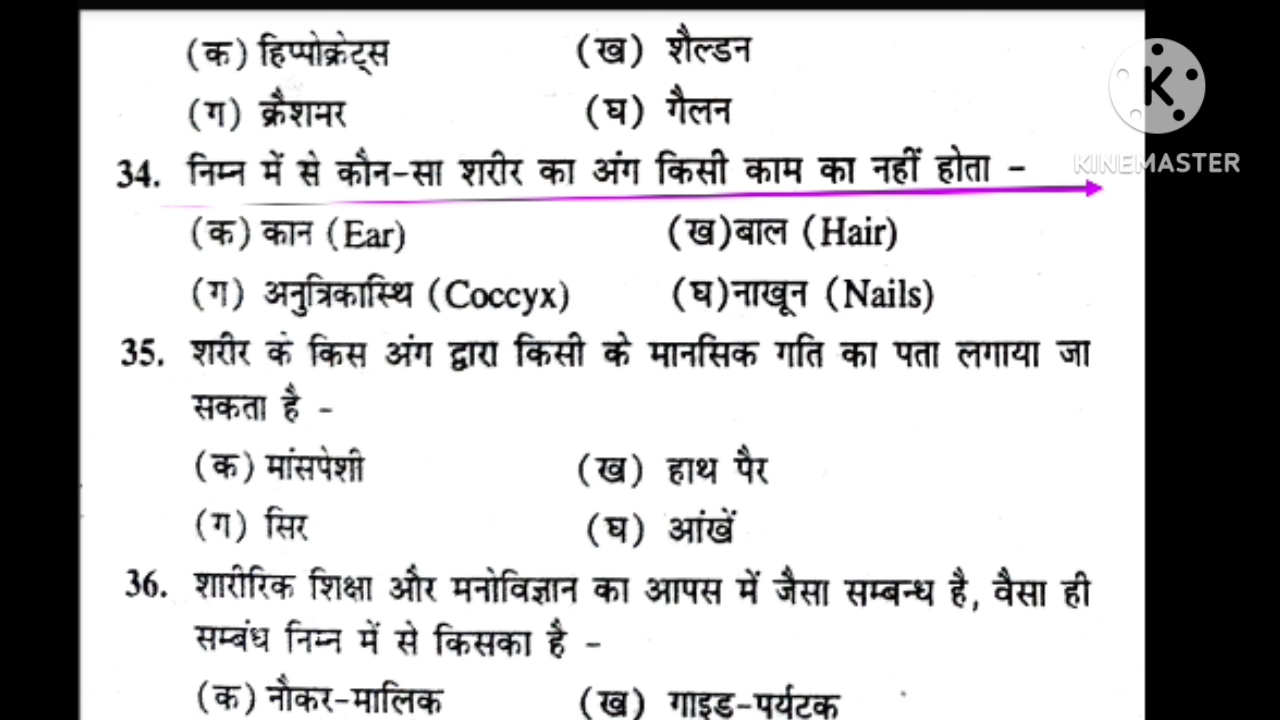 (क) हिप्पोक्रेट्स (ख) शैल्डन
(ग) क्रैशमर (घ) गैलन
KINEMASTER
34. निम्न में से कौन-सा शरीर का अंग किसी काम का नहीं होता -
(क) कान (Ear) (ख)बाल (Hair)
(ग) अनुत्रिकास्थि (Coccyx) (घ)नाखून (Nails)
35. शरीर के किस अंग द्वारा किसी के मानसिक गति का पता लगाया जा
सकता है -
(क) मांसपेशी (ख) हाथ पैर
(ग) सिर (घ) आंखें
36. शारीरिक शिक्षा और मनोविज्ञान का आपस में जैसा सम्बन्ध है, वैसा ही
सम्बंध निम्न में से किसका है -
(क) नौकर-मालिक (ख) गाइड-पर्यटक